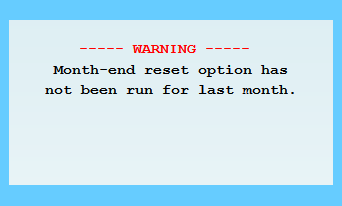 ----- WARNING -----
Month-end reset option has
not been run for last month.